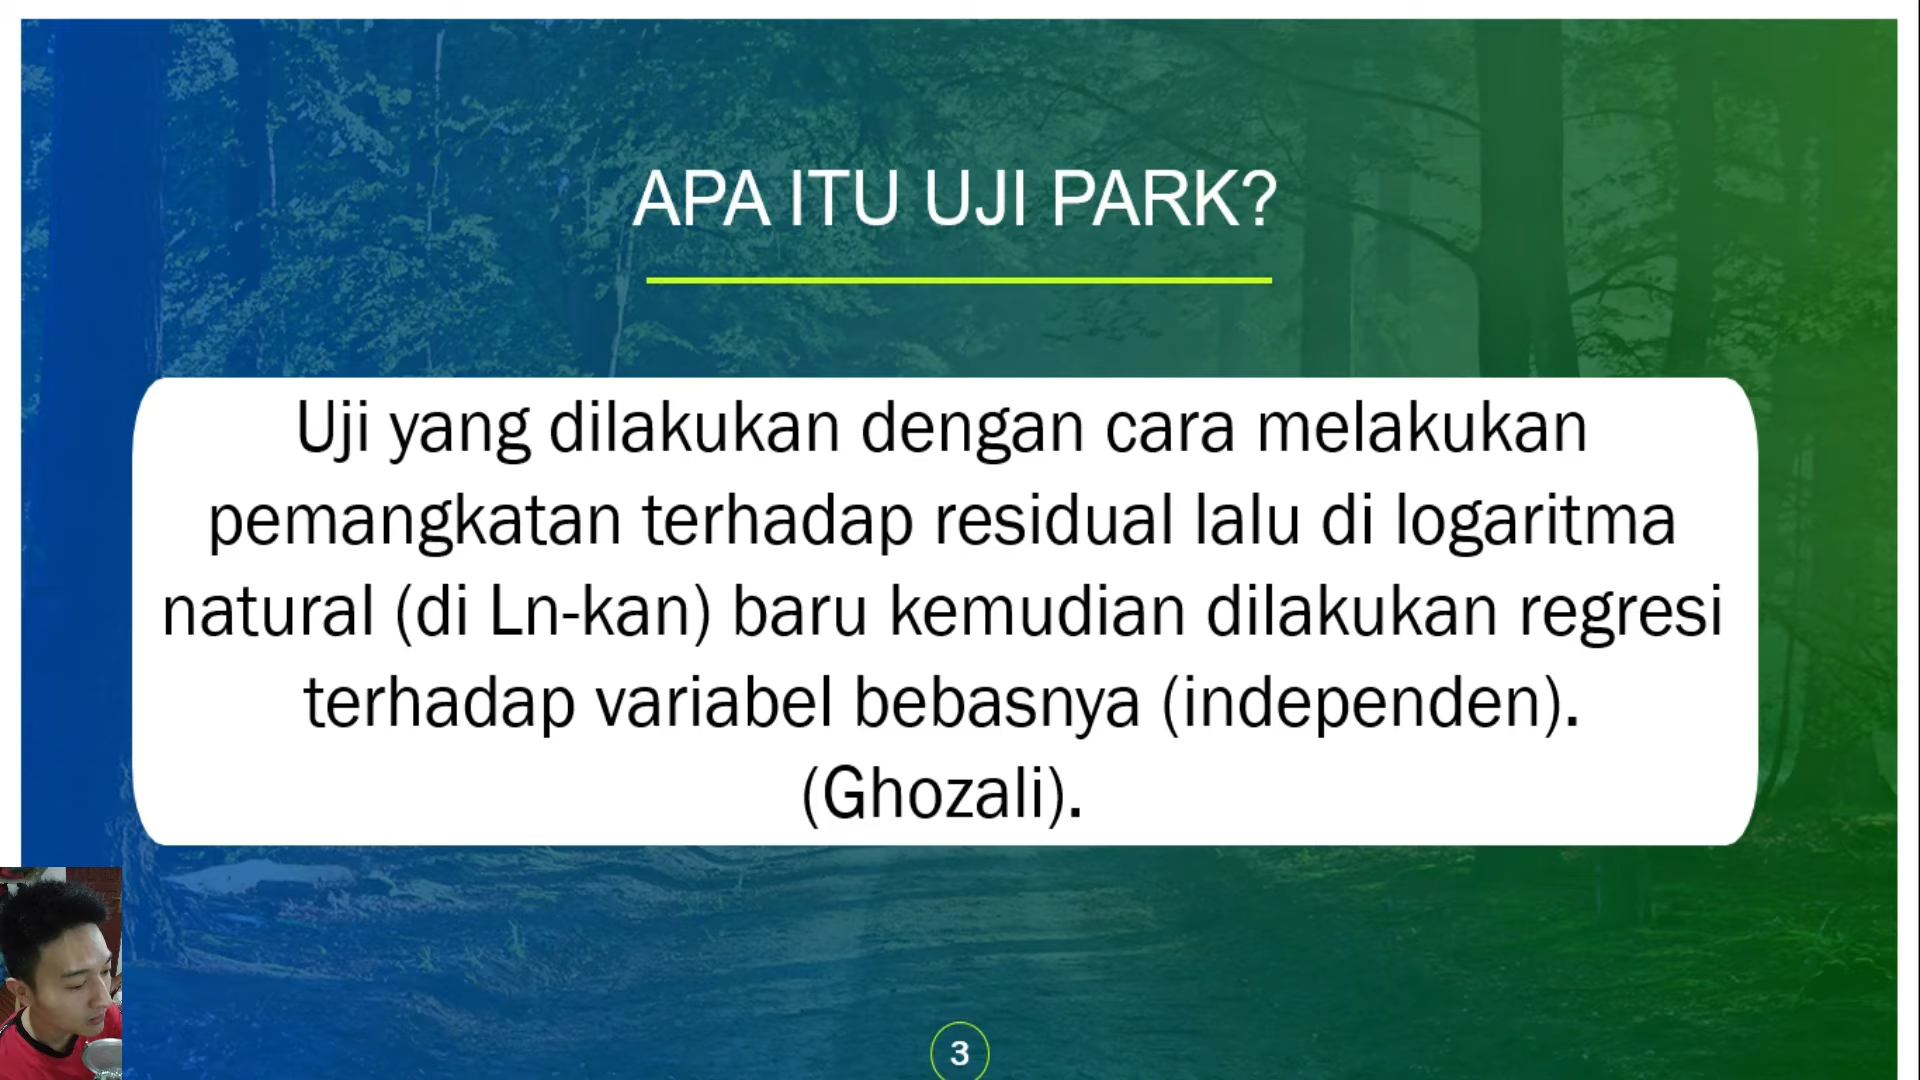 APA ITU UJI PARK?
Uji yang dilakukan dengan cara melakukan
pemangkatan terhadap residual lalu di logaritma
natural (di Ln-kan) baru kemudian dilakukan regresi
terhadap variabel bebasnya (independen).
(Ghozali).
3